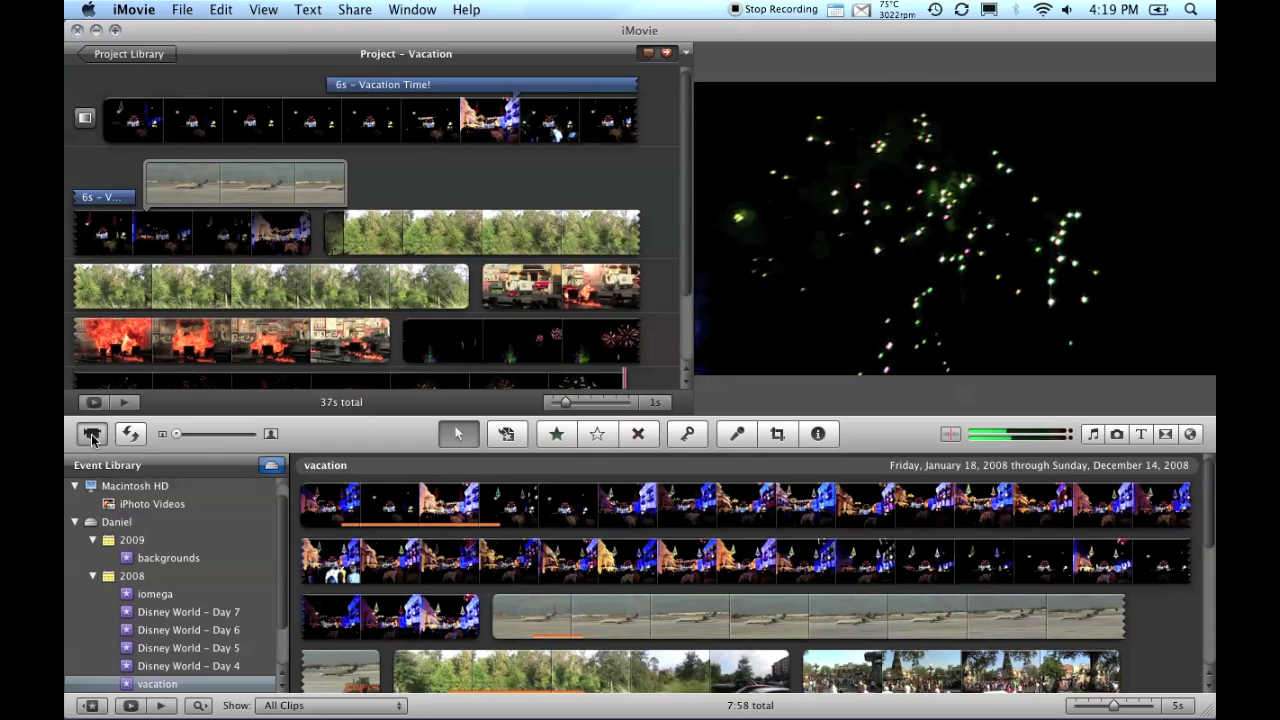 iMovie File Edit View Text Share Window Help
Stop Recording 75°C 3022rpm 4:19 PM
iMovie
Project Library Project - Vacation
6s - Vacation Time!
6s - V...
37s total 1s
Event Library
vacation Friday, January 18, 2008 through Sunday, December 14, 2008
Macintosh HD
iPhoto Videos
Daniel
2009
backgrounds
2008
iomega
Disney World - Day 7
Disney World - Day 6
Disney World - Day 5
Disney World - Day 4
vacation
Show: All Clips 7:58 total 5s